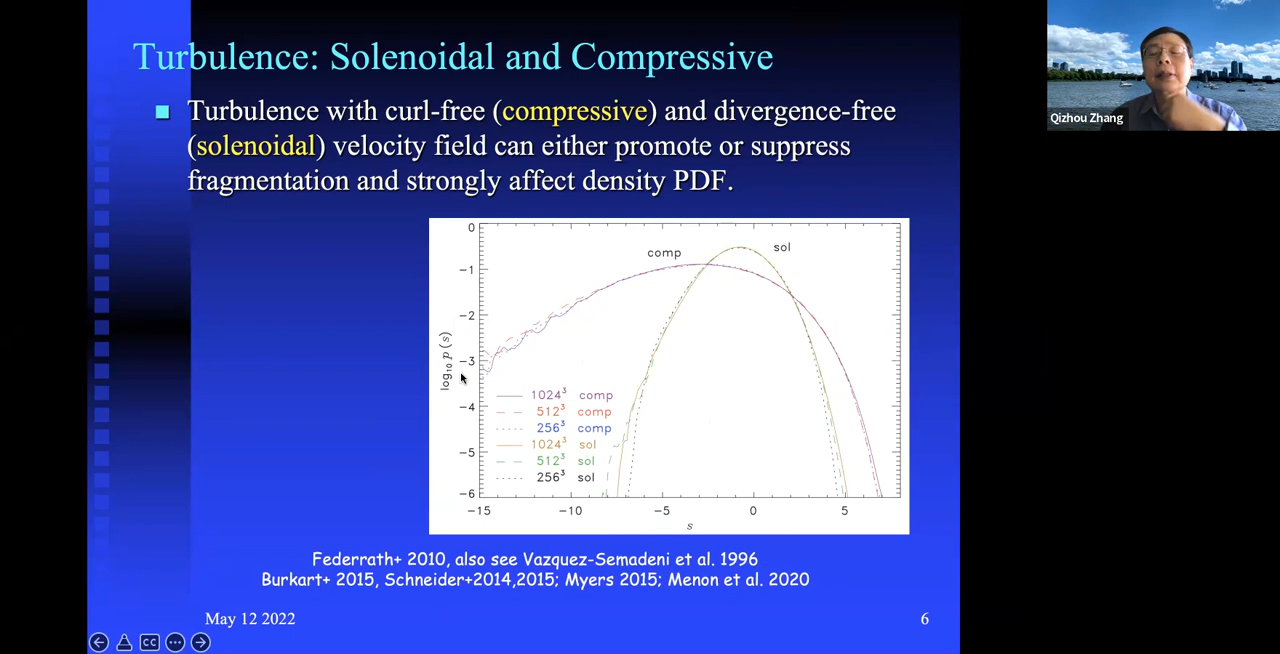 Turbulence: Solenoidal and Compressive
Turbulence with curl-free (compressive) and divergence-free
(solenoidal) velocity field can either promote or suppress
fragmentation and strongly affect density PDF.
Qizhou Zhang
comp
sol
0
−1
−2
−3
−4
−5
−6
log₁₀ p (s)
1024³ comp
512³ comp
256³ comp
1024³ sol
512³ sol
256³ sol
−15 −10 −5 0 5
s
Federrath+ 2010, also see Vazquez-Semadeni et al. 1996
Burkart+ 2015, Schneider+2014,2015; Myers 2015; Menon et al. 2020
May 12 2022
6
CC